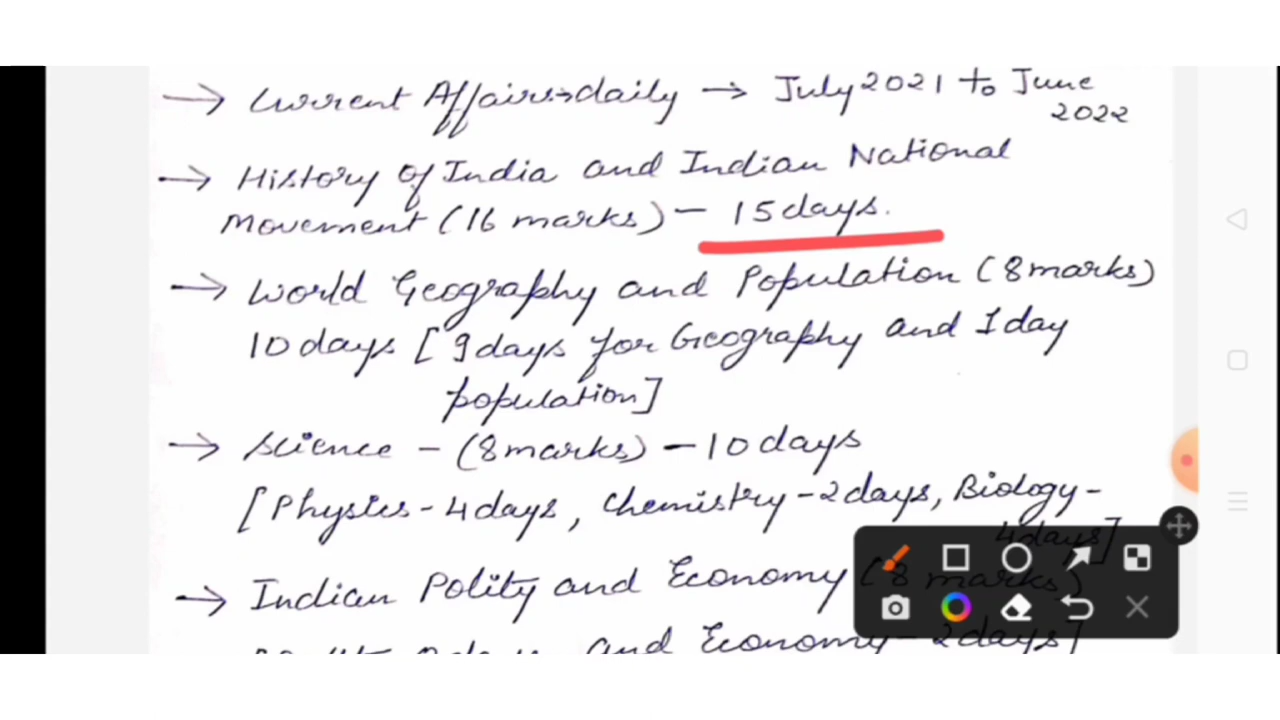 → Current Affairs→daily → July 2021 to June
2022
→ History of India and Indian National
Movement (16 marks) - 15 days.
→ World Geography and Population (8 marks)
10 days [9 days for Geography and 1 day
population]
→ Science - (8 marks) - 10 days
[Physics - 4 days, Chemistry - 2 days, Biology -
4 days]
→ Indian Polity and Economy (8 marks)
and Economy - 2 days]